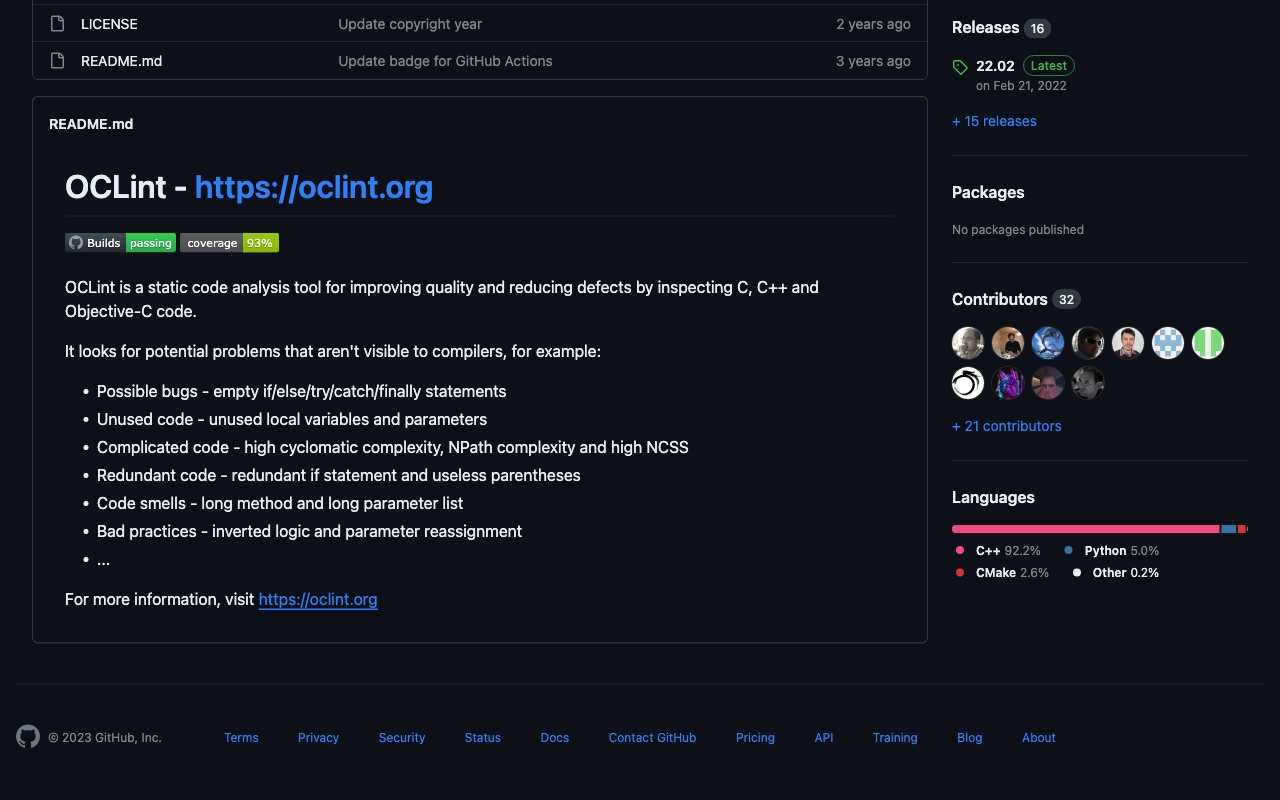 LICENSE Update copyright year 2 years ago
README.md Update badge for GitHub Actions 3 years ago
README.md
OCLint - https://oclint.org
Builds passing coverage 93%
OCLint is a static code analysis tool for improving quality and reducing defects by inspecting C, C++ and
Objective-C code.
It looks for potential problems that aren't visible to compilers, for example:
• Possible bugs - empty if/else/try/catch/finally statements
• Unused code - unused local variables and parameters
• Complicated code - high cyclomatic complexity, NPath complexity and high NCSS
• Redundant code - redundant if statement and useless parentheses
• Code smells - long method and long parameter list
• Bad practices - inverted logic and parameter reassignment
• ...
For more information, visit https://oclint.org
Releases 16
22.02 Latest
on Feb 21, 2022
+ 15 releases
Packages
No packages published
Contributors 32
+ 21 contributors
Languages
C++ 92.2% Python 5.0%
CMake 2.6% Other 0.2%
© 2023 GitHub, Inc. Terms Privacy Security Status Docs Contact GitHub Pricing API Training Blog About